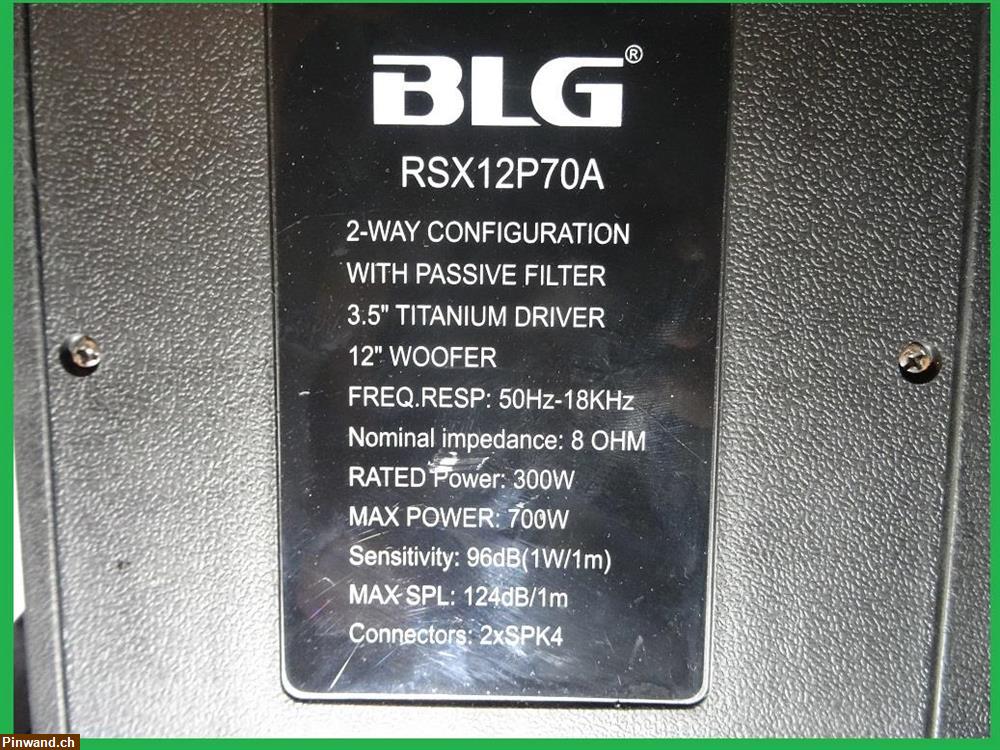 BLG®
RSX12P70A
2-WAY CONFIGURATION
WITH PASSIVE FILTER
3.5" TITANIUM DRIVER
12" WOOFER
FREQ.RESP: 50Hz-18KHz
Nominal impedance: 8 OHM
RATED Power: 300W
MAX POWER: 700W
Sensitivity: 96dB(1W/1m)
MAX SPL: 124dB/1m
Connectors: 2xSPK4
Pinwand.ch